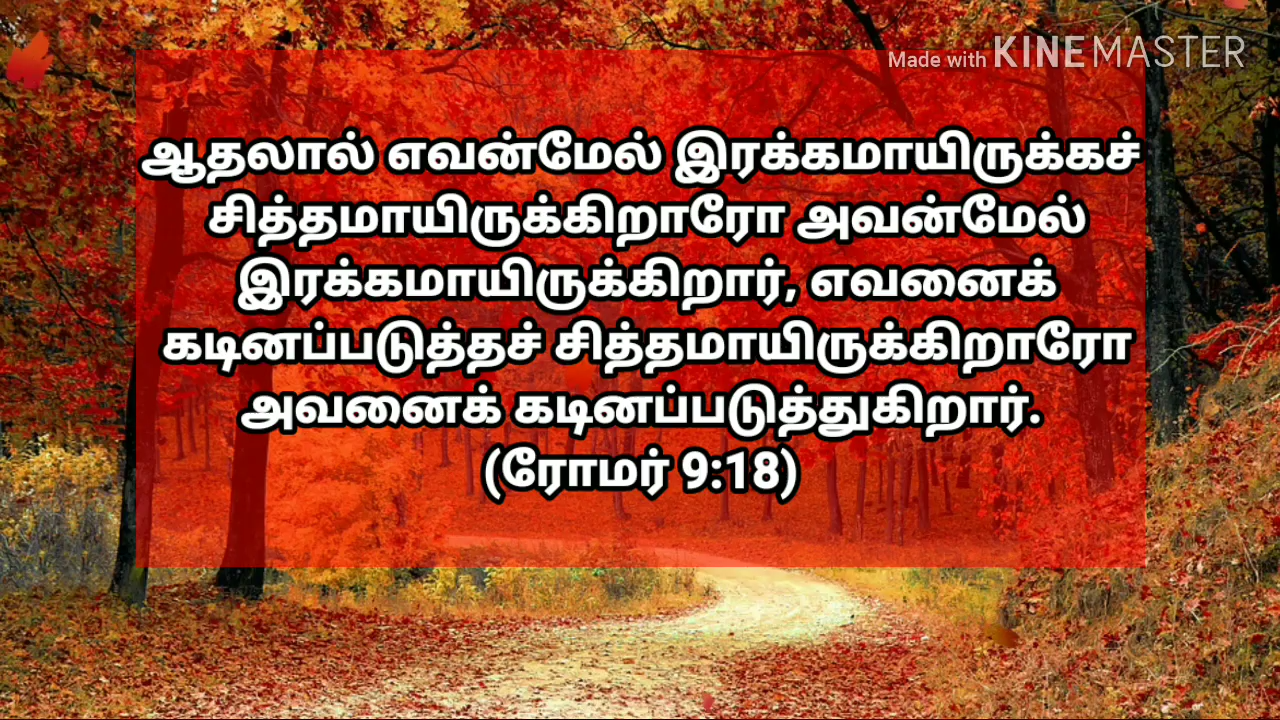 Made with KINEMASTER
ஆதலால் எவன்மேல் இரக்கமாயிருக்கச்
சித்தமாயிருக்கிறாரோ அவன்மேல்
இரக்கமாயிருக்கிறார், எவனைக்
கடினப்படுத்தச் சித்தமாயிருக்கிறாரோ
அவனைக் கடினப்படுத்துகிறார்.
(ரோமர் 9:18)